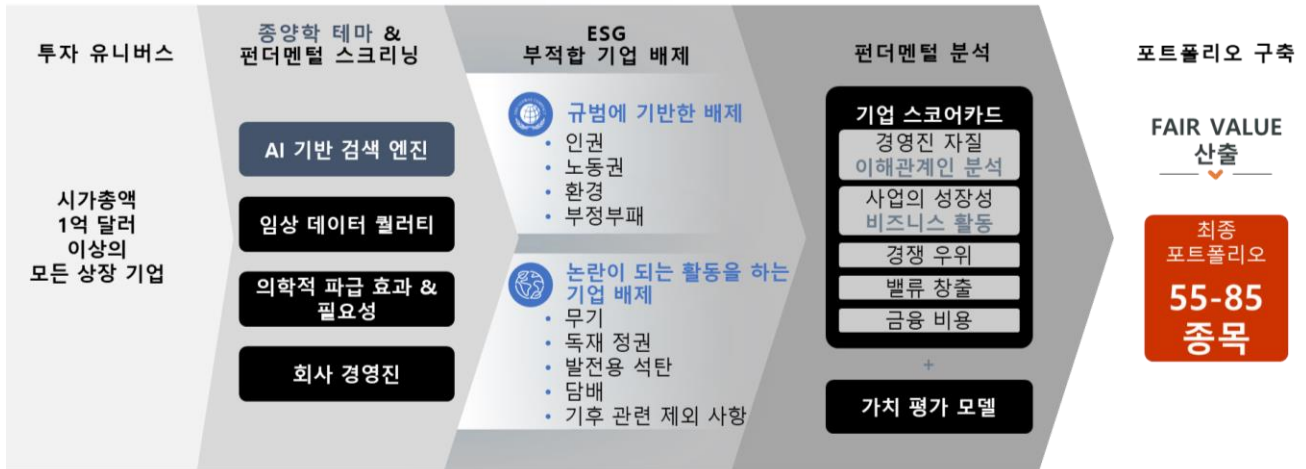 투자 유니버스
시가총액
1억 달러
이상의
모든 상장 기업
종양학 테마 &
펀더멘털 스크리닝
AI 기반 검색 엔진
임상 데이터 퀄러티
의학적 파급 효과 &
필요성
회사 경영진
ESG
부적합 기업 배제
규범에 기반한 배제
• 인권
• 노동권
• 환경
• 부정부패
논란이 되는 활동을 하는
기업 배제
• 무기
• 독재 정권
• 발전용 석탄
• 담배
• 기후 관련 제외 사항
펀더멘털 분석
기업 스코어카드
경영진 자질
이해관계인 분석
사업의 성장성
비즈니스 활동
경쟁 우위
밸류 창출
금융 비용
+
가치 평가 모델
포트폴리오 구축
FAIR VALUE
산출
최종
포트폴리오
55-85
종목